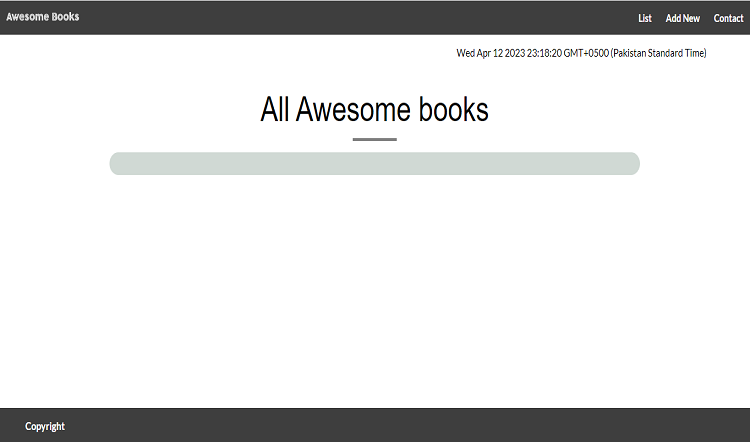 Awesome Books
List Add New Contact
Wed Apr 12 2023 23:18:20 GMT+0500 (Pakistan Standard Time)
All Awesome books
Copyright